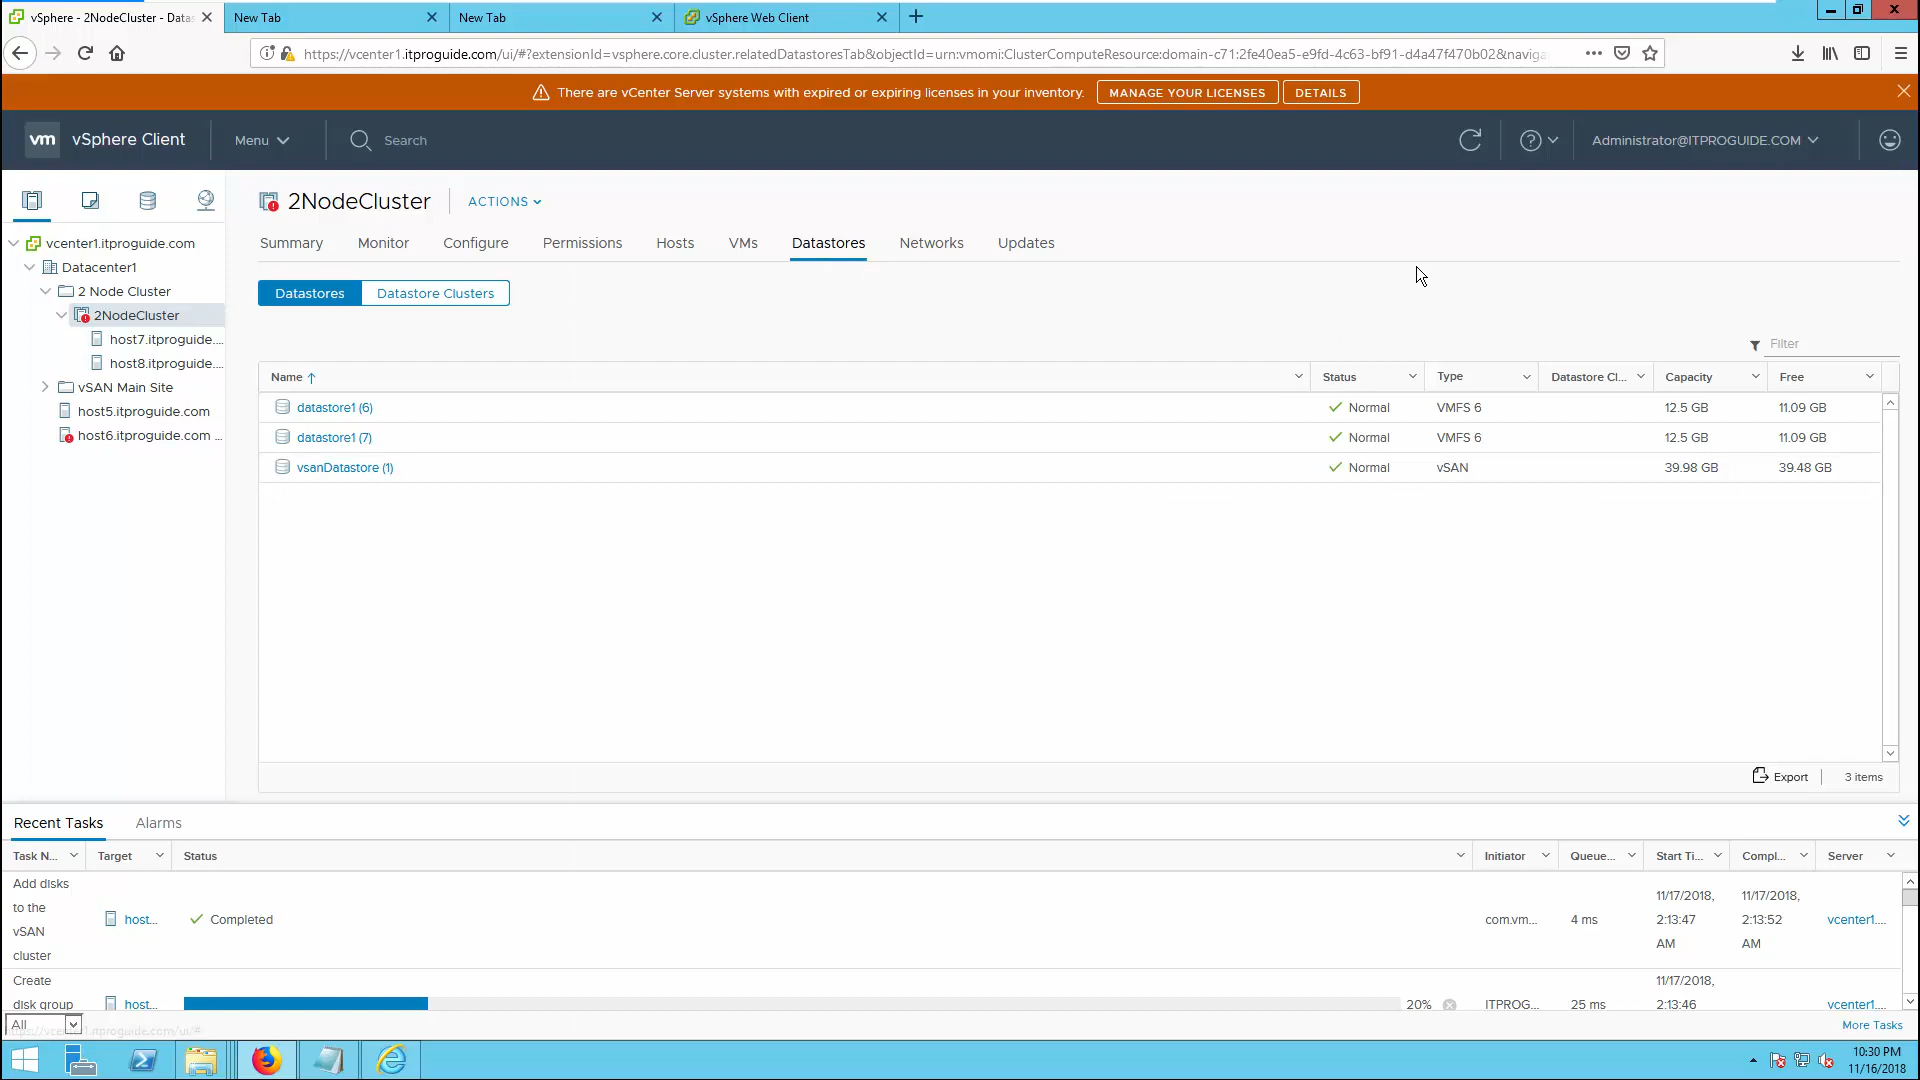 vSphere - 2NodeCluster - Datas
New Tab
New Tab
vSphere Web Client
https://vcenter1.itproguide.com/ui/#?extensionId=vsphere.core.cluster.relatedDatastoresTab&objectId=urn:vmomi:ClusterComputeResource:domain-c71:2fe40ea5-e9fd-4c63-bf91-d4a47f470b02&naviga
There are vCenter Server systems with expired or expiring licenses in your inventory.
MANAGE YOUR LICENSES
DETAILS
vm
vSphere Client
Menu
Search
Administrator@ITPROGUIDE.COM
2NodeCluster
ACTIONS
Summary
Monitor
Configure
Permissions
Hosts
VMs
Datastores
Networks
Updates
vcenter1.itproguide.com
Datacenter1
2 Node Cluster
2NodeCluster
host7.itproguide....
host8.itproguide....
vSAN Main Site
host5.itproguide.com
host6.itproguide.com ...
Datastores
Datastore Clusters
Filter
Name
Status
Type
Datastore Cl...
Capacity
Free
datastore1 (6) Normal VMFS 6 12.5 GB 11.09 GB
datastore1 (7) Normal VMFS 6 12.5 GB 11.09 GB
vsanDatastore (1) Normal vSAN 39.98 GB 39.48 GB
Export
3 items
Recent Tasks
Alarms
Task N...
Target
Status
Initiator
Queue...
Start Ti...
Compl...
Server
Add disks
to the
vSAN
cluster
host...
Completed
com.vm...
4 ms
11/17/2018,
2:13:47
AM
11/17/2018,
2:13:52
AM
vcenter1....
Create
disk group
host...
20%
ITPROG...
25 ms
11/17/2018,
2:13:46
vcenter1....
All
https://vcenter1.itproguide.com/ui/#
More Tasks
10:30 PM
11/16/2018